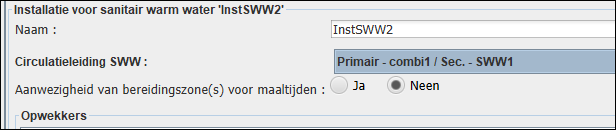 Installatie voor sanitair warm water 'InstSWW2'
Naam : InstSWW2
Circulatieleiding SWW : Primair - combi1 / Sec. - SWW1
Aanwezigheid van bereidingszone(s) voor maaltijden : Ja Neen
Opwekkers